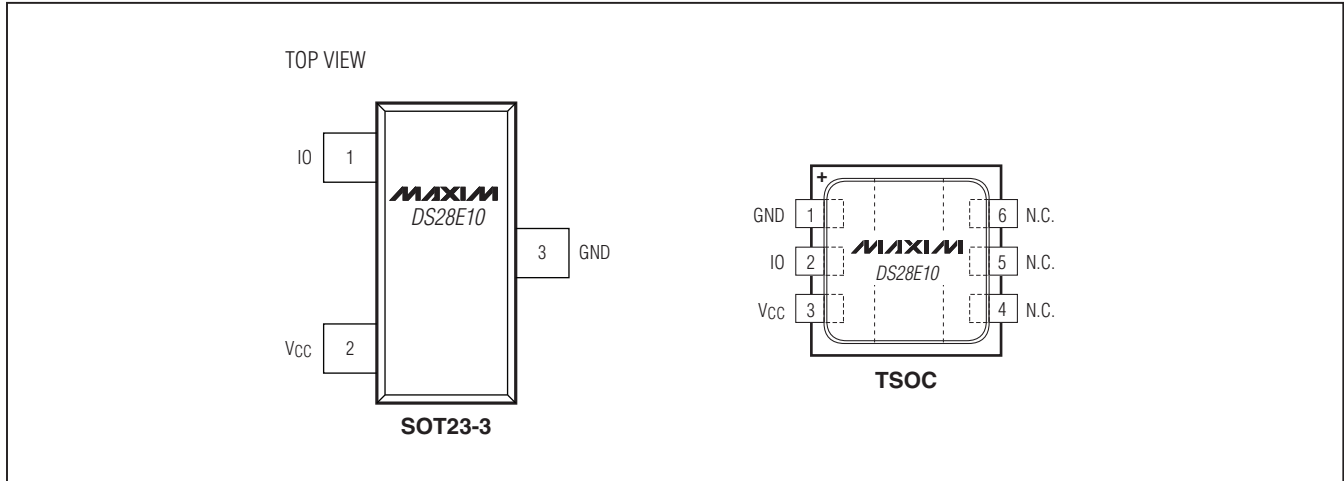 TOP VIEW
IO 1
MAXIM
DS28E10
3 GND
VCC 2
SOT23-3
+
GND 1
6 N.C.
MAXIM
IO 2
5 N.C.
DS28E10
VCC 3
4 N.C.
TSOC